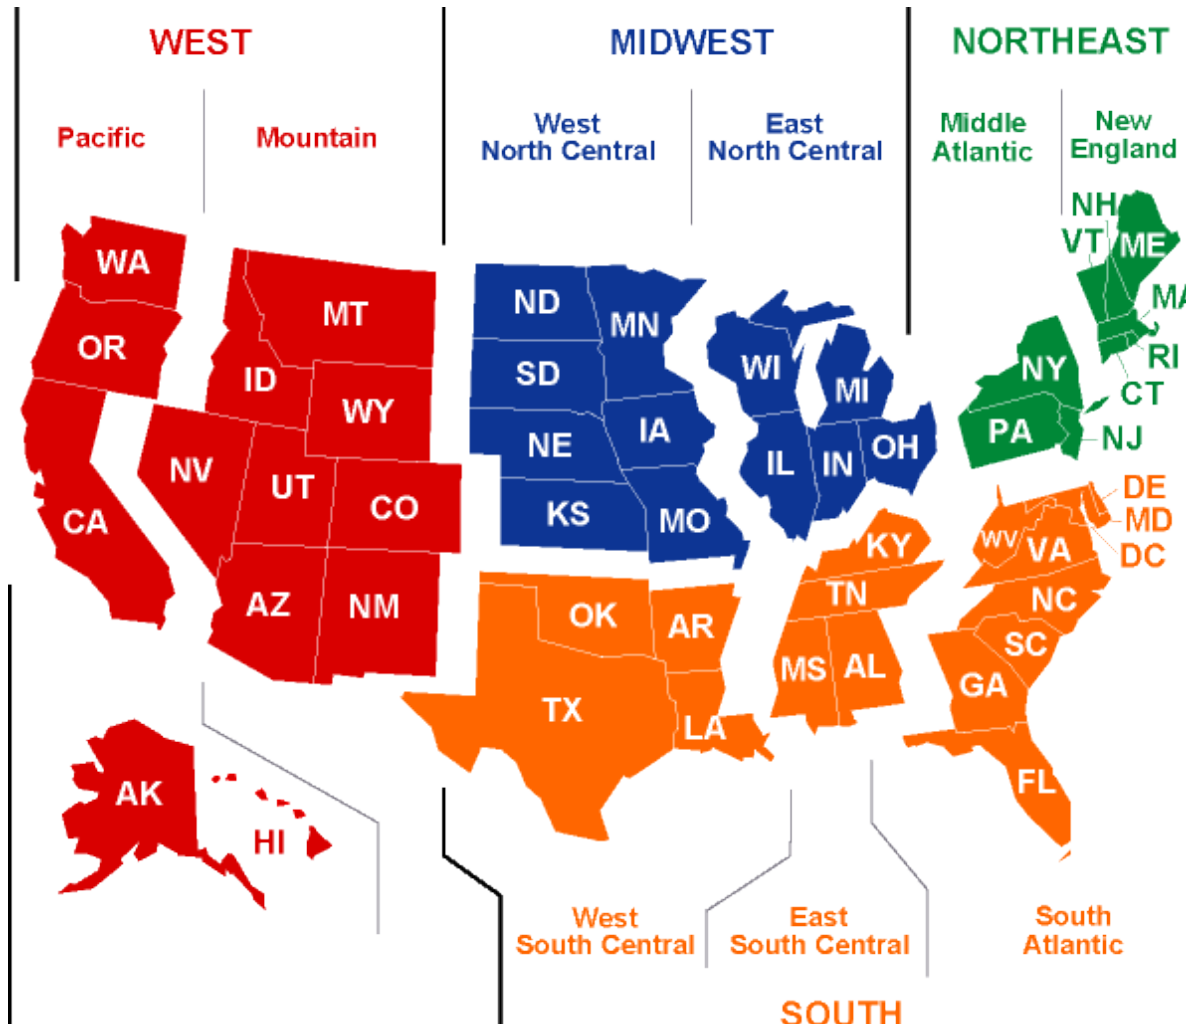 WEST
MIDWEST
NORTHEAST
Pacific
Mountain
West
North Central
East
North Central
Middle
Atlantic
New
England
WA
OR
CA
NV
ID
MT
WY
UT
CO
AZ
NM
AK
HI
ND
SD
NE
KS
MN
IA
MO
WI
MI
IL
IN
OH
NH
VT
ME
MA
RI
CT
NY
PA
NJ
DE
MD
DC
WV
VA
NC
SC
GA
FL
KY
TN
MS
AL
OK
AR
TX
LA
West
South Central
East
South Central
South
Atlantic
SOUTH